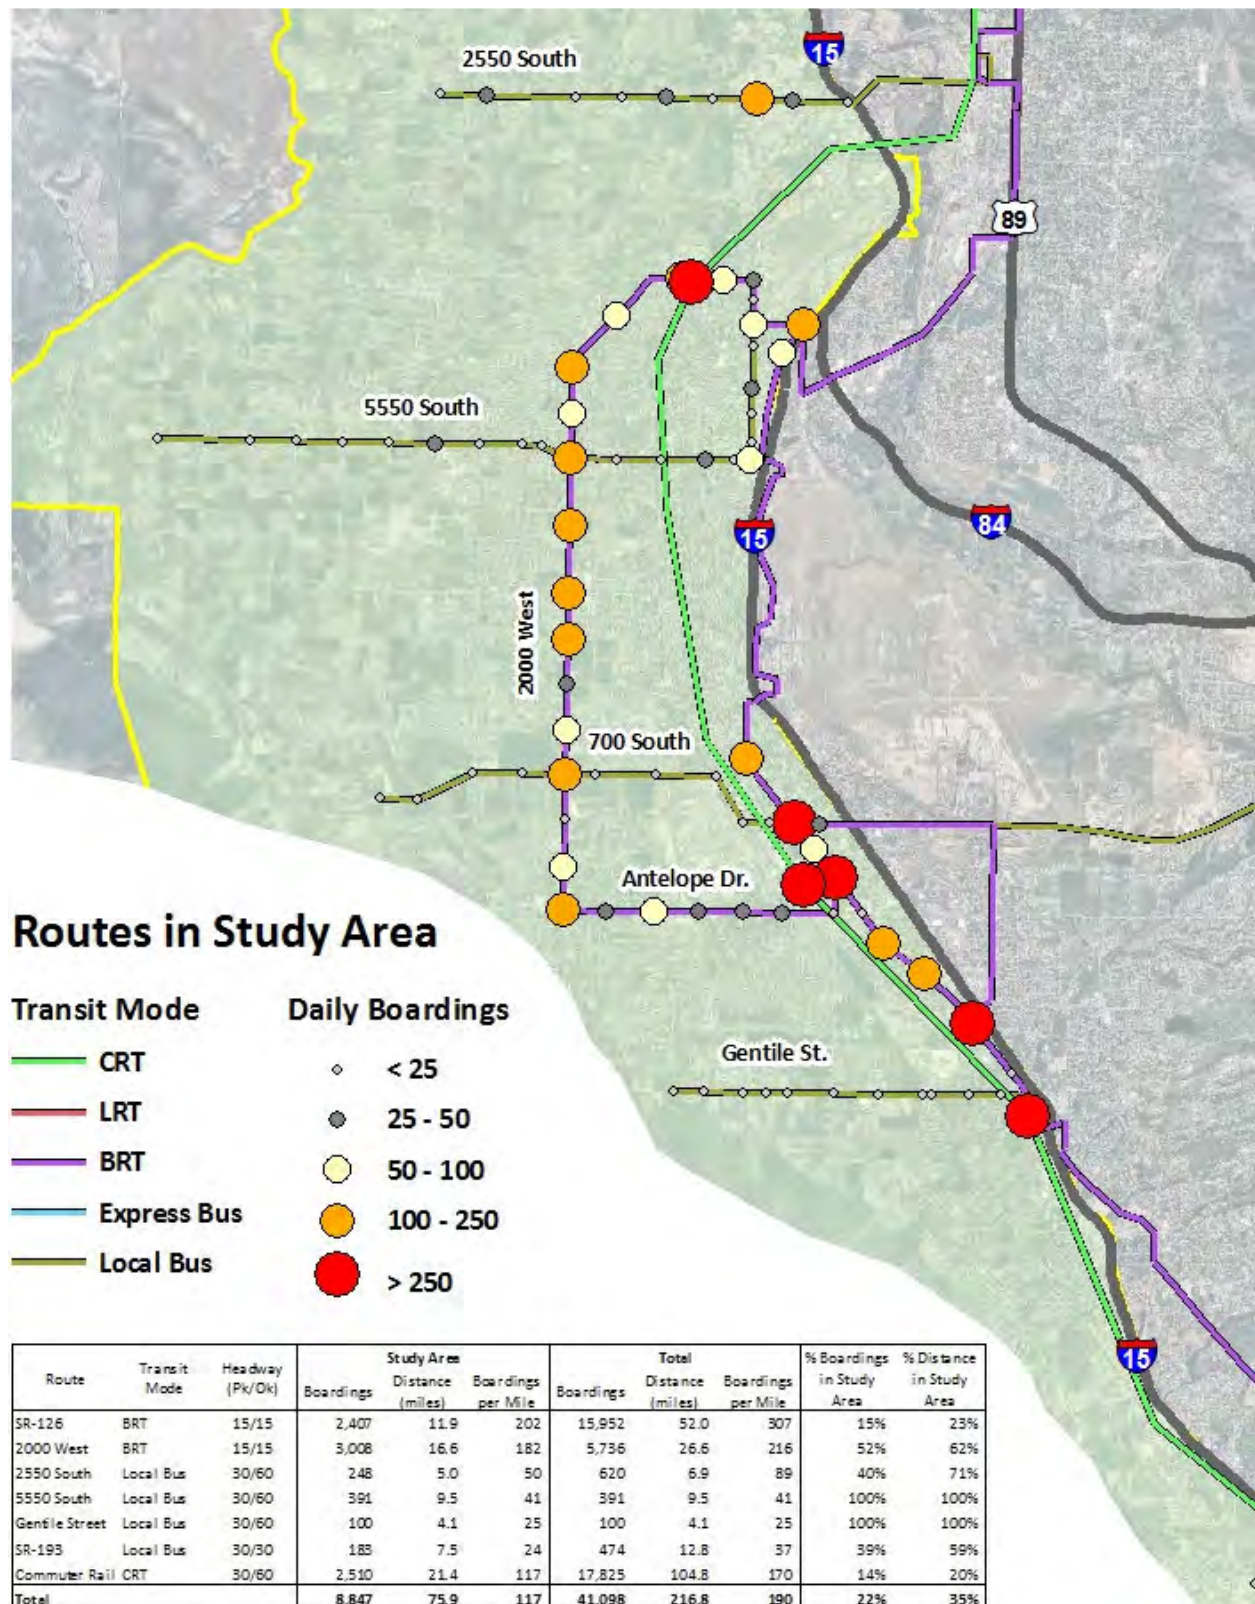 15
2550 South
89
5550 South
84
15
2000 West
700 South
Antelope Dr.
Routes in Study Area
Transit Mode Daily Boardings
Gentile St.
CRT < 25
LRT 25 - 50
BRT 50 - 100
Express Bus 100 - 250
Local Bus > 250
15
Study Area Total % Boardings % Distance
Route Transit Headway Distance Boardings Distance Boardings in Study in Study
Mode (Pk/Ok) Boardings (miles) per Mile Boardings (miles) per Mile Area Area
SR-126 BRT 15/15 2,407 11.9 202 15,952 52.0 307 15% 23%
2000 West BRT 15/15 3,008 16.6 182 5,736 26.6 216 52% 62%
2550 South Local Bus 30/60 248 5.0 50 620 6.9 89 40% 71%
5550 South Local Bus 30/60 391 9.5 41 391 9.5 41 100% 100%
Gentile Street Local Bus 30/60 100 4.1 25 100 4.1 25 100% 100%
SR-193 Local Bus 30/30 183 7.5 24 474 12.8 37 39% 59%
Commuter Rail CRT 30/60 2,510 21.4 117 17,825 104.8 170 14% 20%
Total 8,847 75.9 117 41,098 216.8 190 22% 35%